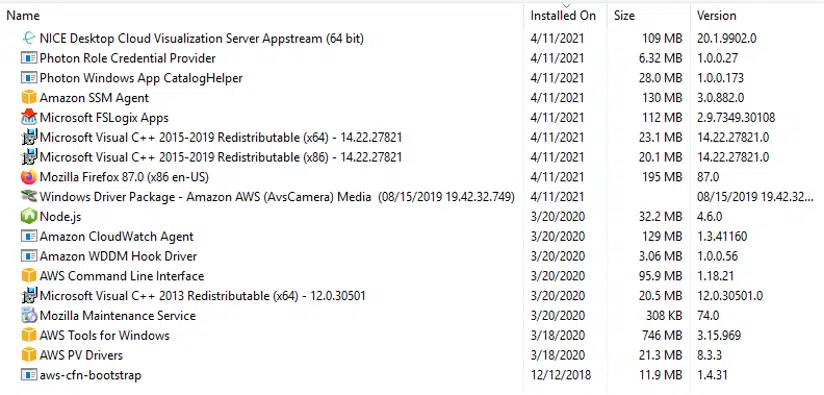 Name Installed On Size Version
NICE Desktop Cloud Visualization Server Appstream (64 bit) 4/11/2021 109 MB 20.1.9902.0
Photon Role Credential Provider 4/11/2021 6.32 MB 1.0.0.27
Photon Windows App CatalogHelper 4/11/2021 28.0 MB 1.0.0.173
Amazon SSM Agent 4/11/2021 130 MB 3.0.882.0
Microsoft FSLogix Apps 4/11/2021 112 MB 2.9.7349.30108
Microsoft Visual C++ 2015-2019 Redistributable (x64) - 14.22.27821 4/11/2021 23.1 MB 14.22.27821.0
Microsoft Visual C++ 2015-2019 Redistributable (x86) - 14.22.27821 4/11/2021 20.1 MB 14.22.27821.0
Mozilla Firefox 87.0 (x86 en-US) 4/11/2021 195 MB 87.0
Windows Driver Package - Amazon AWS (AvsCamera) Media (08/15/2019 19.42.32.749) 4/11/2021 08/15/2019 19.42.32...
Node.js 3/20/2020 32.2 MB 4.6.0
Amazon CloudWatch Agent 3/20/2020 129 MB 1.3.41160
Amazon WDDM Hook Driver 3/20/2020 3.06 MB 1.0.0.56
AWS Command Line Interface 3/20/2020 95.9 MB 1.18.21
Microsoft Visual C++ 2013 Redistributable (x64) - 12.0.30501 3/20/2020 20.5 MB 12.0.30501.0
Mozilla Maintenance Service 3/20/2020 308 KB 74.0
AWS Tools for Windows 3/18/2020 746 MB 3.15.969
AWS PV Drivers 3/18/2020 21.3 MB 8.3.3
aws-cfn-bootstrap 12/12/2018 11.9 MB 1.4.31